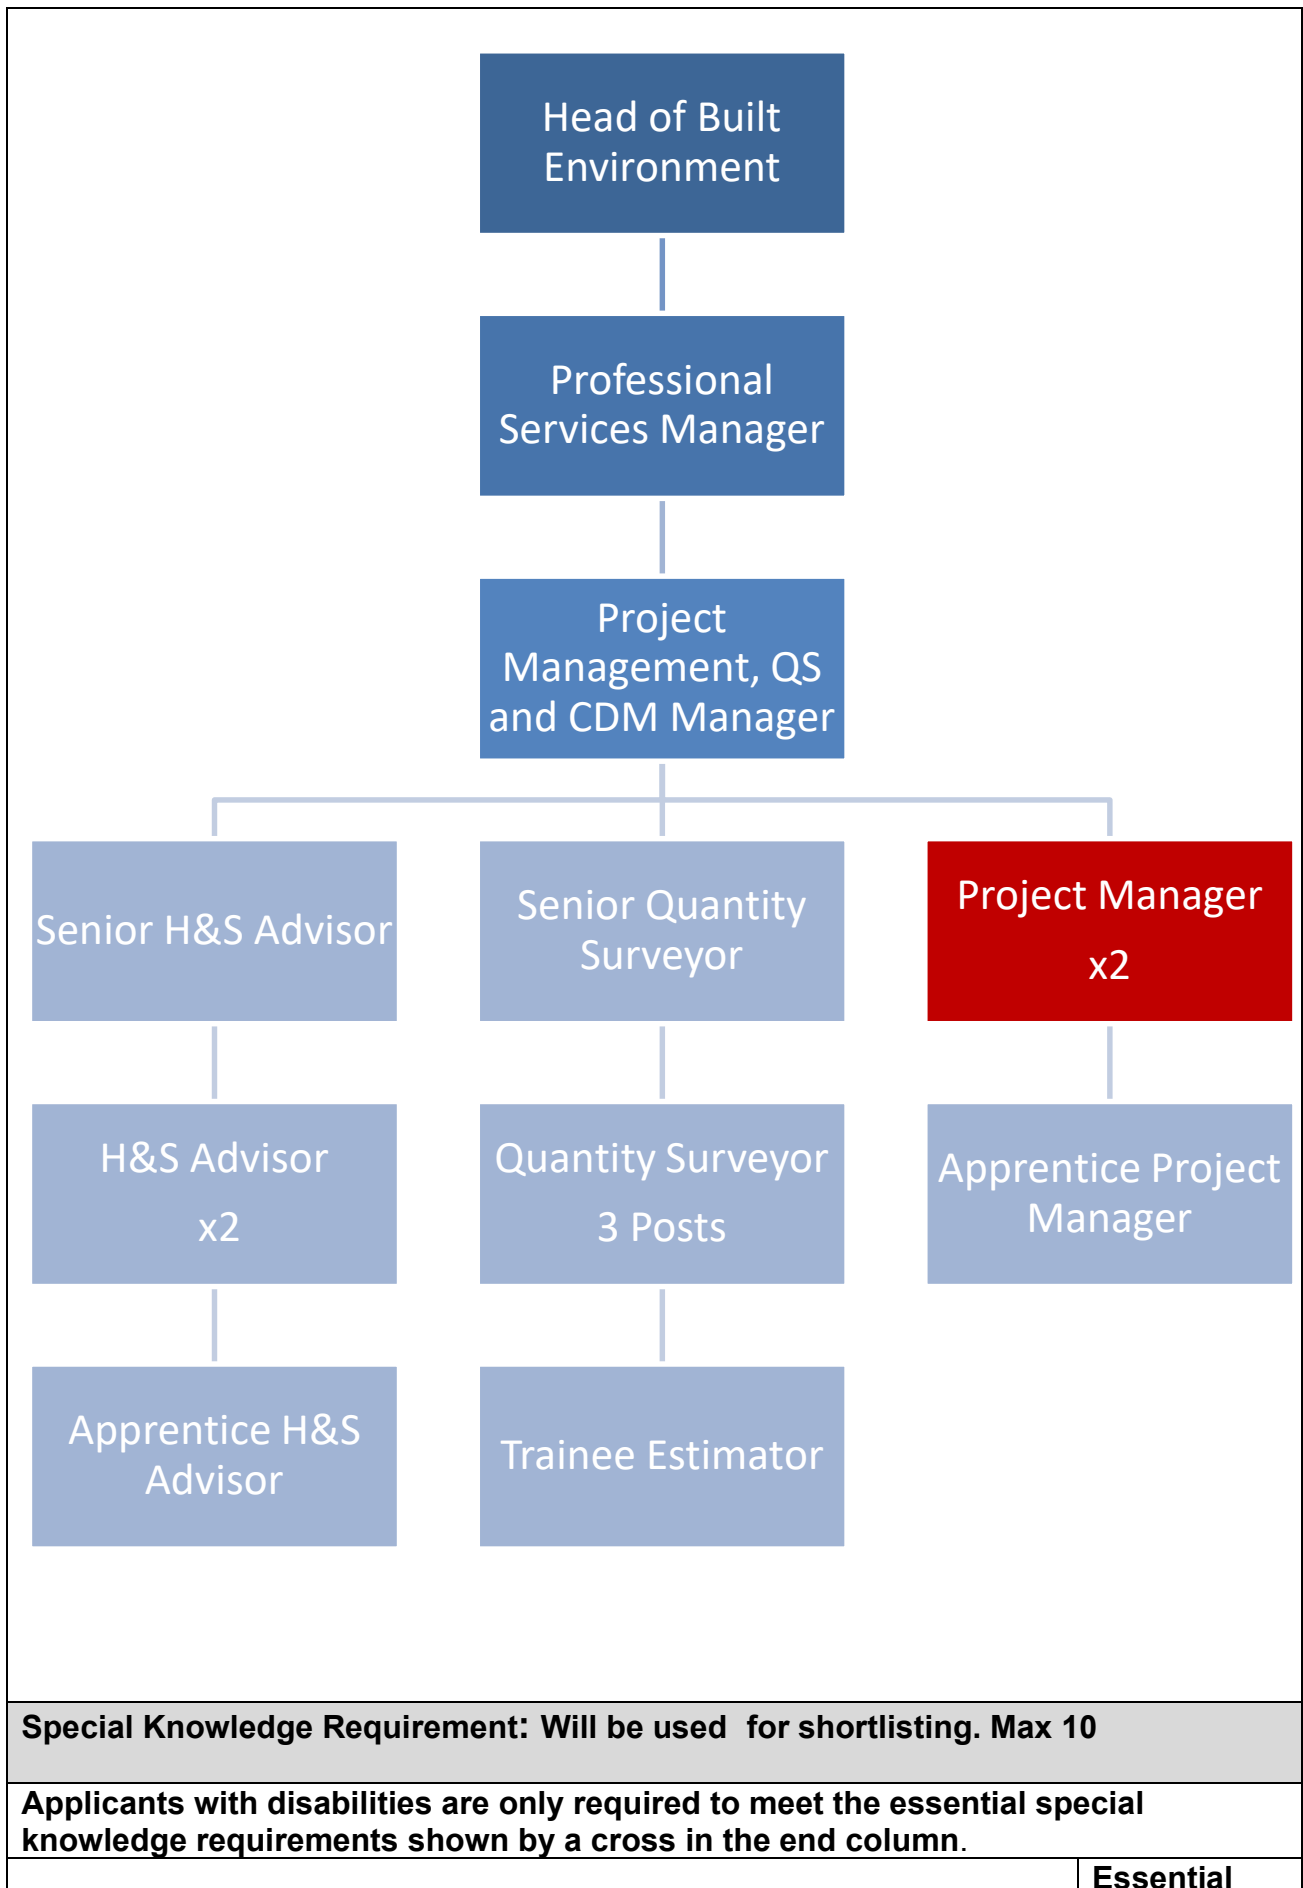 Head of Built
Environment
Professional
Services Manager
Project
Management, QS
and CDM Manager
Senior H&S Advisor
Senior Quantity
Surveyor
Project Manager
x2
H&S Advisor
x2
Quantity Surveyor
3 Posts
Apprentice Project
Manager
Apprentice H&S
Advisor
Trainee Estimator
Special Knowledge Requirement: Will be used  for shortlisting. Max 10
Applicants with disabilities are only required to meet the essential special
knowledge requirements shown by a cross in the end column.
Essential